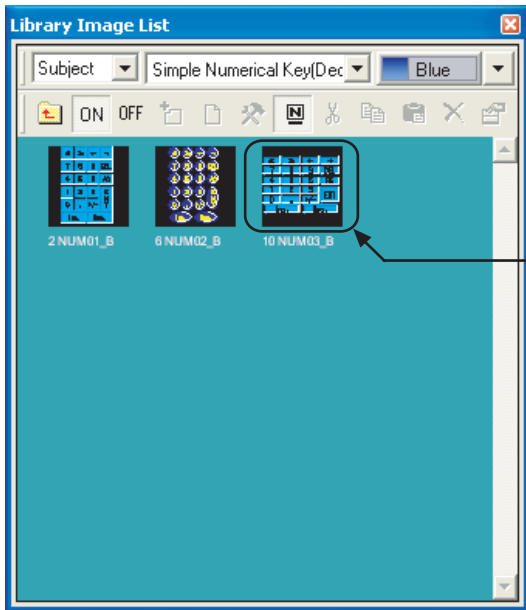 Library Image List
Subject Simple Numerical Key(Dec Blue
ON OFF N
2 NUM01_B 6 NUM02_B 10 NUM03_B